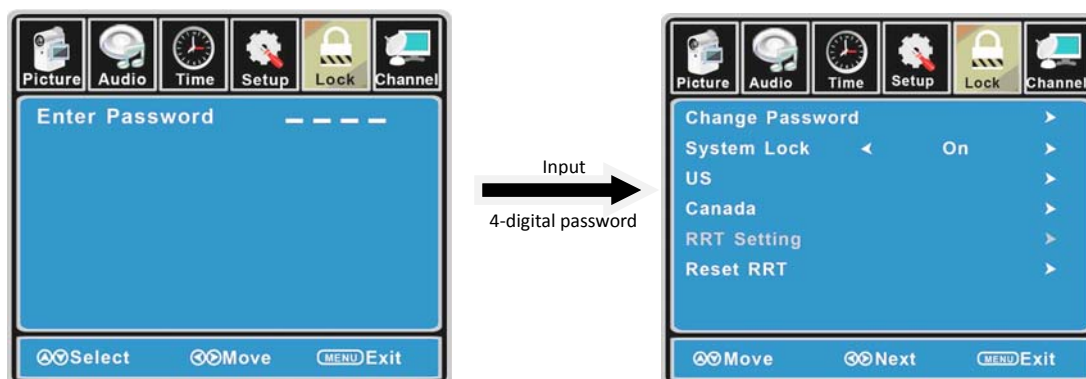 Picture Audio Time Setup Lock Channel
Enter Password _ _ _ _
Select Move MENU Exit
Input
4-digital password
Picture Audio Time Setup Lock Channel
Change Password
System Lock On
US
Canada
RRT Setting
Reset RRT
Move Next MENU Exit